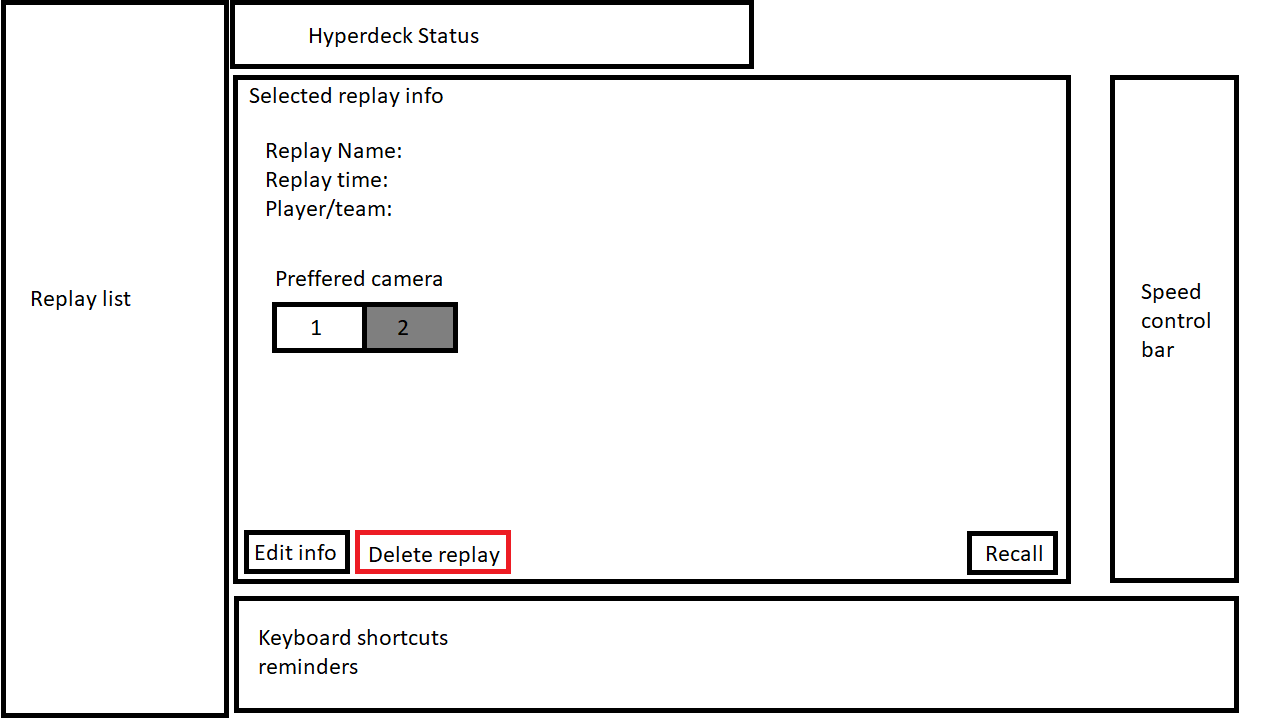 Hyperdeck Status
Selected replay info
Replay Name:
Replay time:
Player/team:
Preffered camera
1
2
Replay list
Speed
control
bar
Edit info
Delete replay
Recall
Keyboard shortcuts
reminders